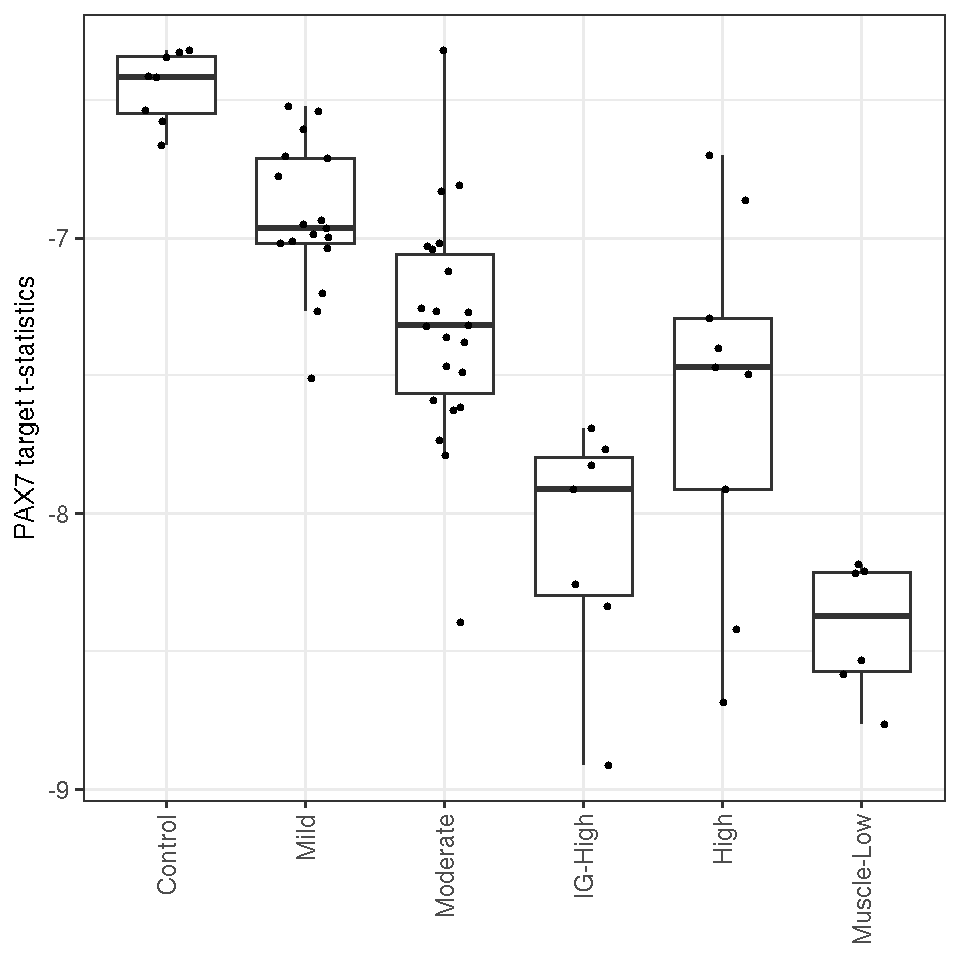 PAX7 target t-statistics
-7
-8
-9
Control
Mild
Moderate
IG-High
High
Muscle-Low